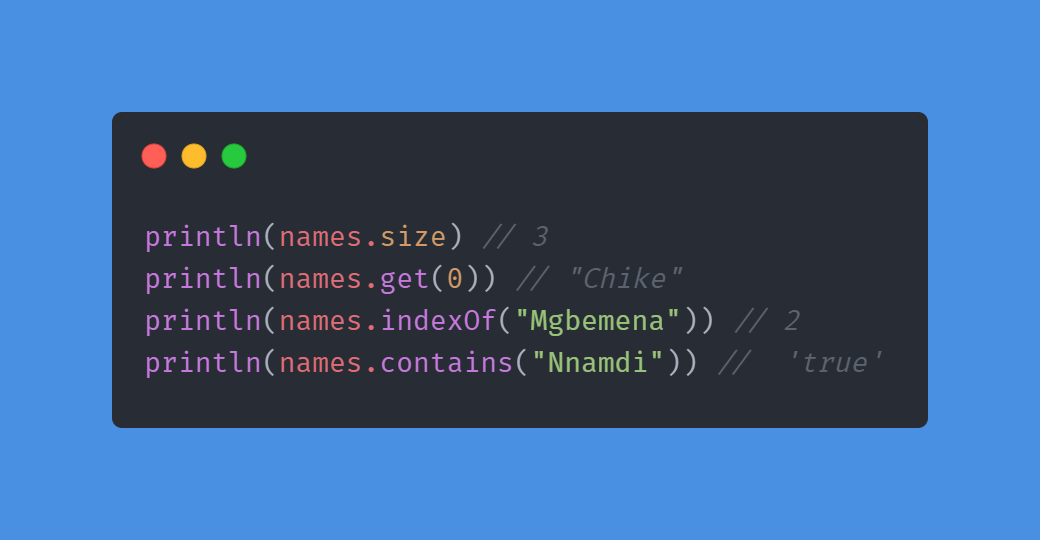 println(names.size) // 3
println(names.get(0)) // "Chike"
println(names.indexOf("Mgbemena")) // 2
println(names.contains("Nnamdi")) //  'true'